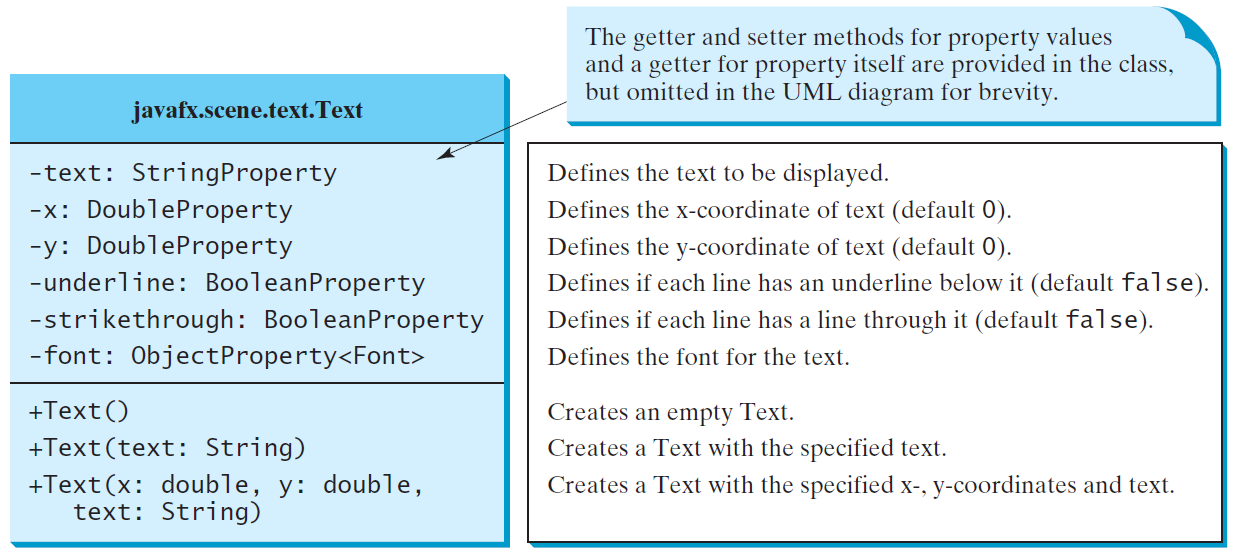 The getter and setter methods for property values
and a getter for property itself are provided in the class,
but omitted in the UML diagram for brevity.
javafx.scene.text.Text
-text: StringProperty
Defines the text to be displayed.
-x: DoubleProperty
Defines the x-coordinate of text (default 0).
-y: DoubleProperty
Defines the y-coordinate of text (default 0).
-underline: BooleanProperty
Defines if each line has an underline below it (default false).
-strikethrough: BooleanProperty
Defines if each line has a line through it (default false).
-font: ObjectProperty<Font>
Defines the font for the text.
+Text()
Creates an empty Text.
+Text(text: String)
Creates a Text with the specified text.
+Text(x: double, y: double,
text: String)
Creates a Text with the specified x-, y-coordinates and text.